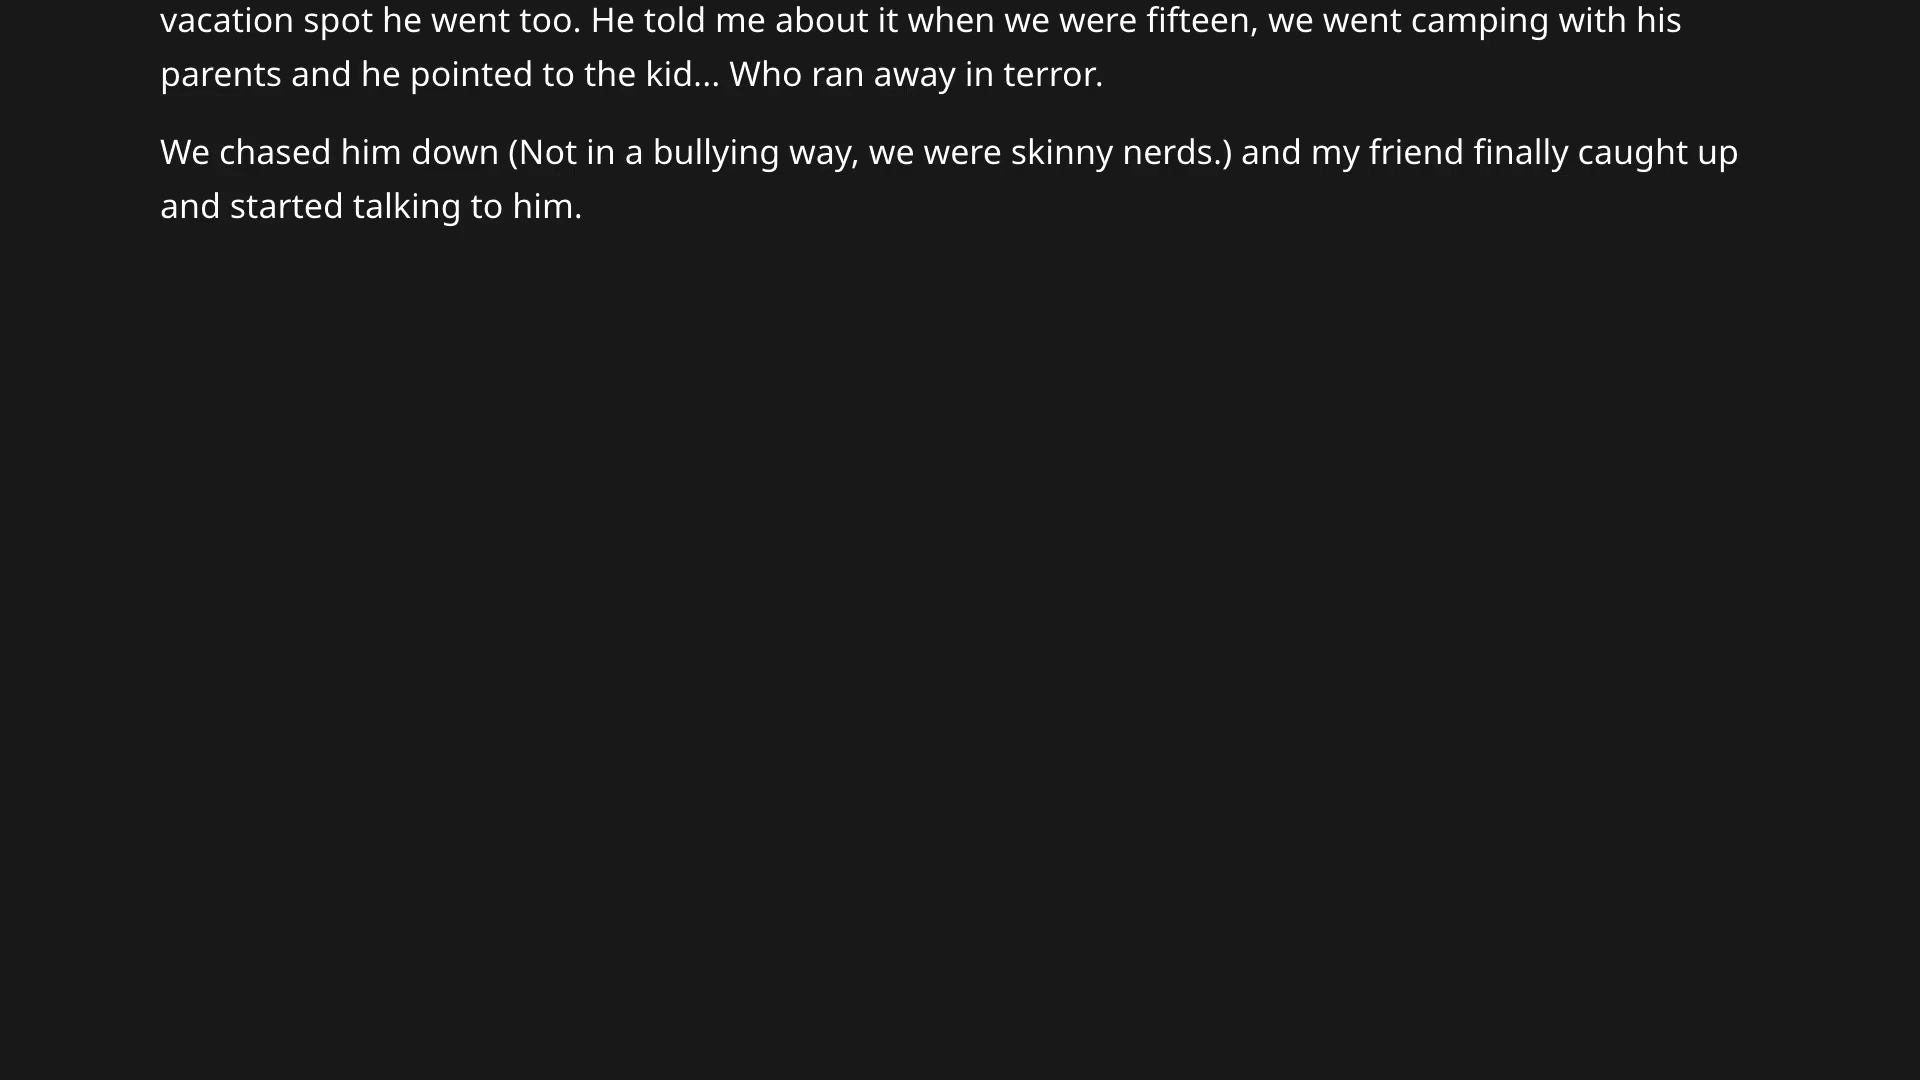 vacation spot he went too. He told me about it when we were fifteen, we went camping with his
parents and he pointed to the kid... Who ran away in terror.
We chased him down (Not in a bullying way, we were skinny nerds.) and my friend finally caught up
and started talking to him.